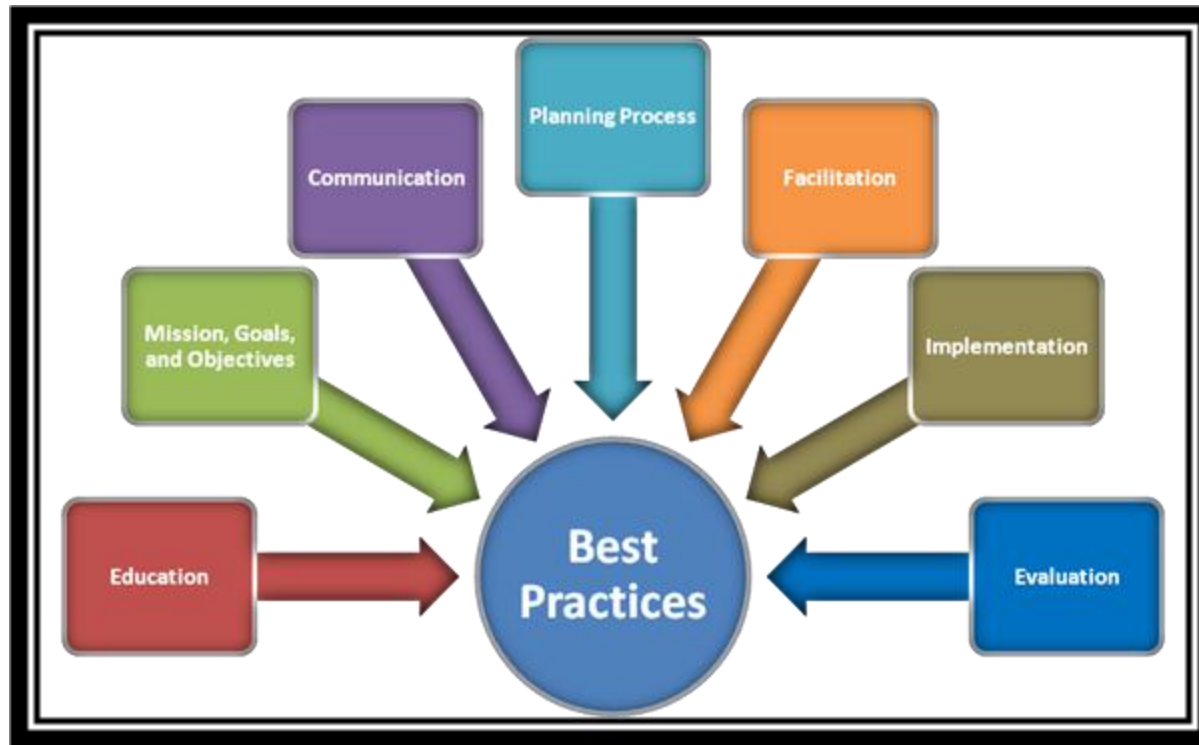 Planning Process
Communication
Facilitation
Mission, Goals,
and Objectives
Implementation
Education
Best
Practices
Evaluation